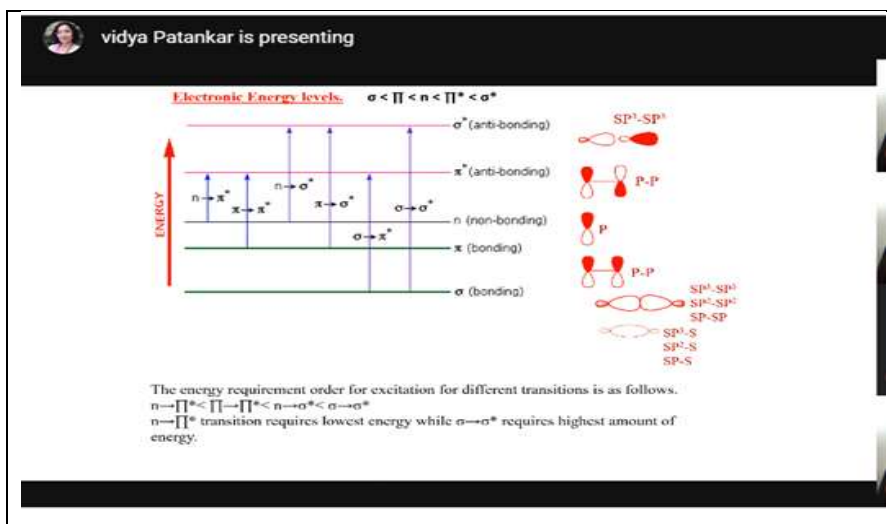 vidya Patankar is presenting
Electronic Energy levels. σ < ∏ < n < ∏* < σ*
σ* (anti-bonding)
SP³-SP³
π* (anti-bonding)
P-P
n→π*
π→π*
n→σ*
π→σ*
σ→π*
σ→σ*
ENERGY
n (non-bonding)
P
π (bonding)
P-P
σ (bonding)
SP³-SP³
SP²-SP²
SP-SP
SP³-S
SP²-S
SP-S
The energy requirement order for excitation for different transitions is as follows.
n→∏*< ∏→∏*< n→σ*< σ→σ*
n→∏* transition requires lowest energy while σ→σ* requires highest amount of
energy.